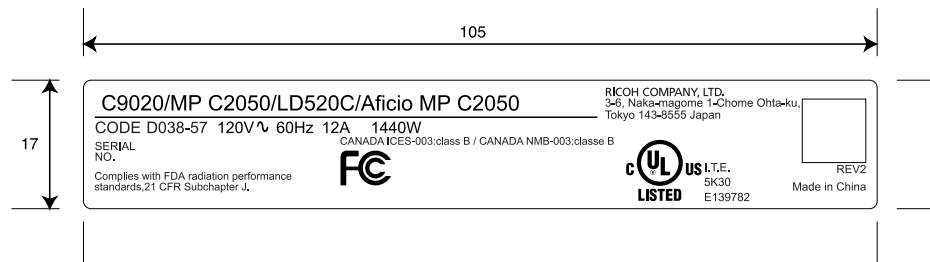 105
17
C9020/MP C2050/LD520C/Aficio MP C2050
RICOH COMPANY, LTD.
3-6, Naka-magome 1-Chome Ohta-ku,
Tokyo 143-8555 Japan
CODE D038-57 120V∿ 60Hz 12A 1440W
CANADA ICES-003:class B / CANADA NMB-003:classe B
SERIAL
NO.
Complies with FDA radiation performance
standards,21 CFR Subchapter J.
FC
C UL ® US
LISTED
I.T.E.
5K30
E139782
REV2
Made in China